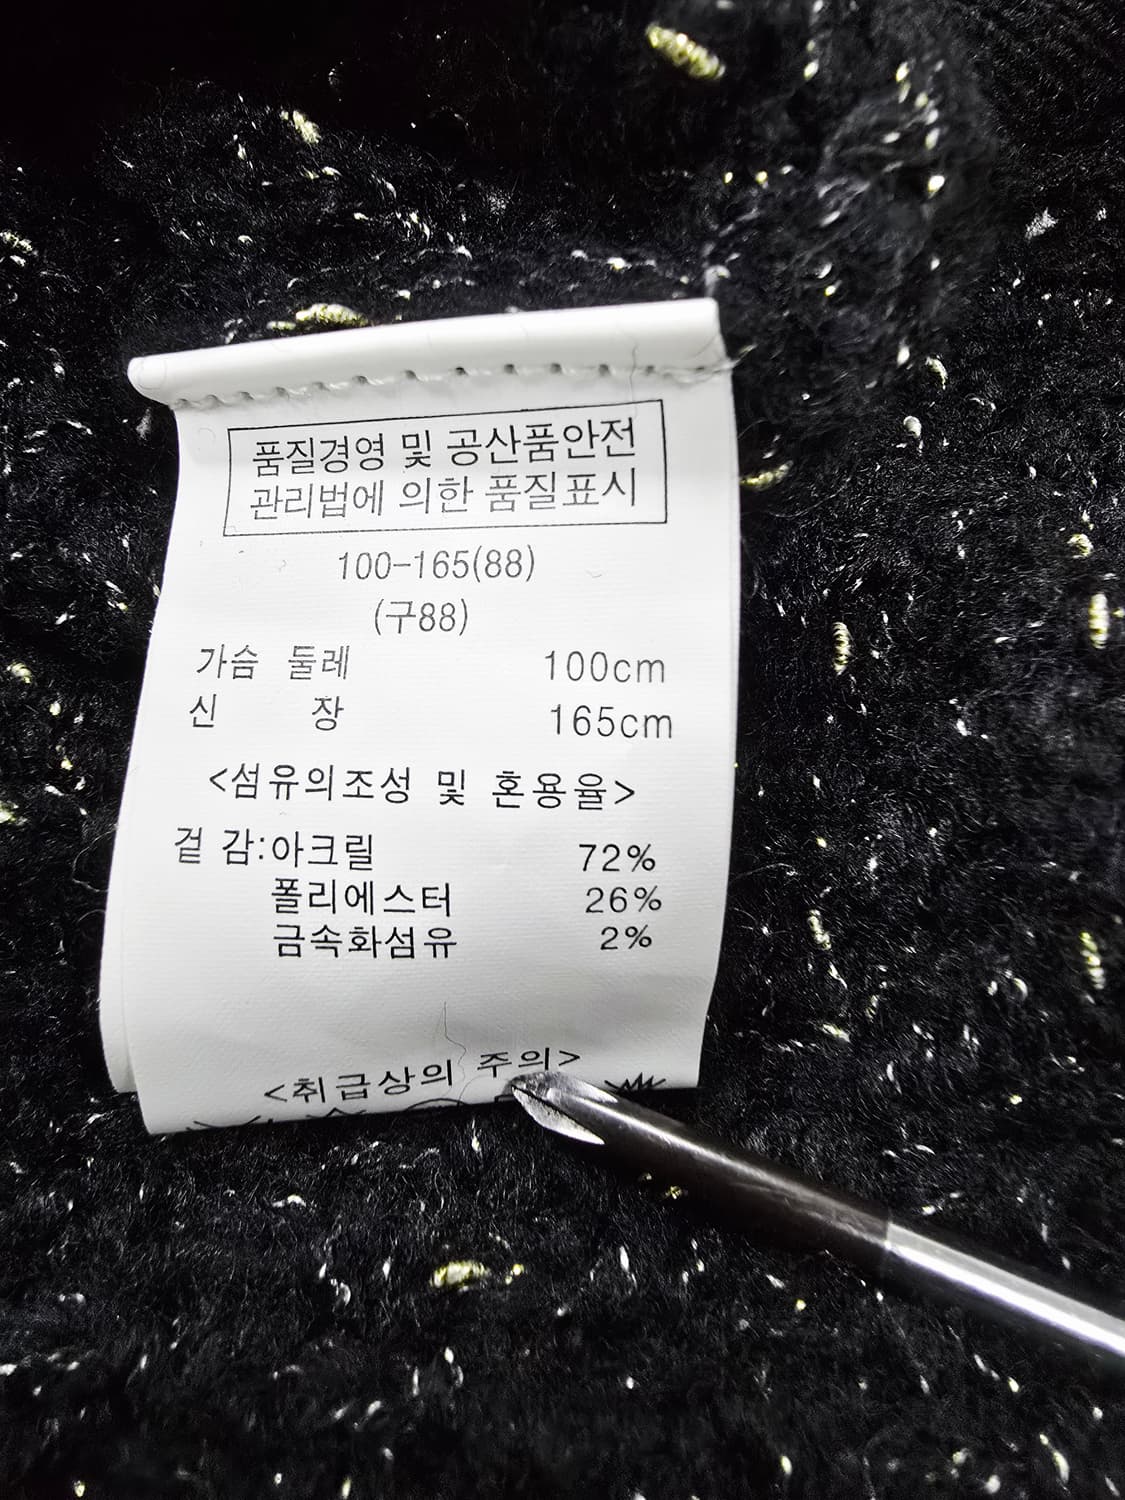 품질경영 및 공산품안전
관리법에 의한 품질표시
100-165(88)
(구88)
가슴 둘레 100cm
신 장 165cm
<섬유의조성 및 혼용율>
겉 감:아크릴 72%
폴리에스터 26%
금속화섬유 2%
<취급상의 주의>